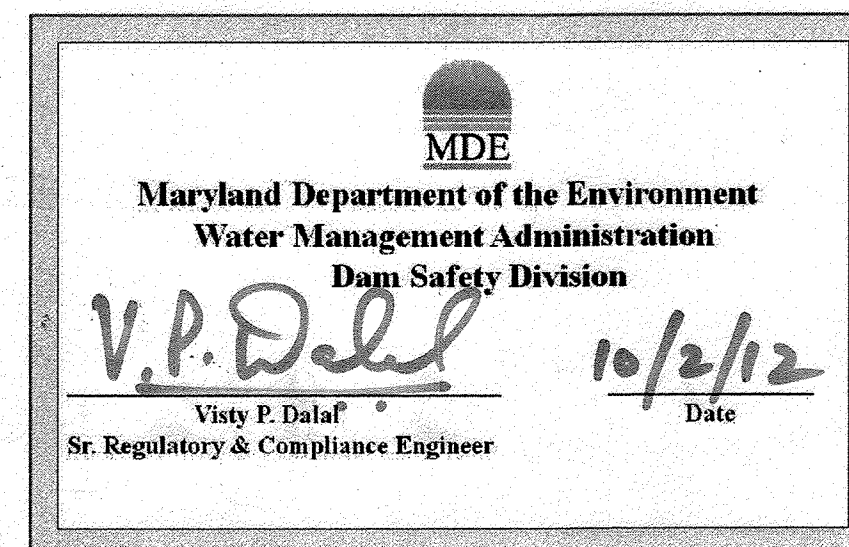 MDE
Maryland Department of the Environment
Water Management Administration
Dam Safety Division
V.P. Dalal 10/2/12
Visty P. Dalal Date
Sr. Regulatory & Compliance Engineer